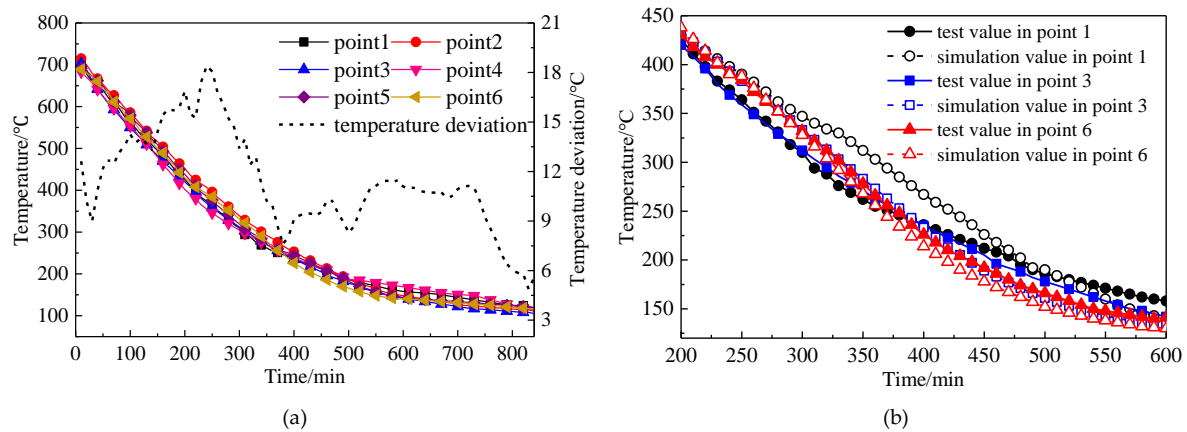 800
700
600
500
400
300
200
100
Temperature/°C
21
18
15
12
9
6
3
Temperature deviation/°C
point1
point2
point3
point4
point5
point6
temperature deviation
0
100
200
300
400
500
600
700
800
Time/min
(a)
450
400
350
300
250
200
150
Temperature/°C
test value in point 1
simulation value in point 1
test value in point 3
simulation value in point 3
test value in point 6
simulation value in point 6
200
250
300
350
400
450
500
550
600
Time/min
(b)